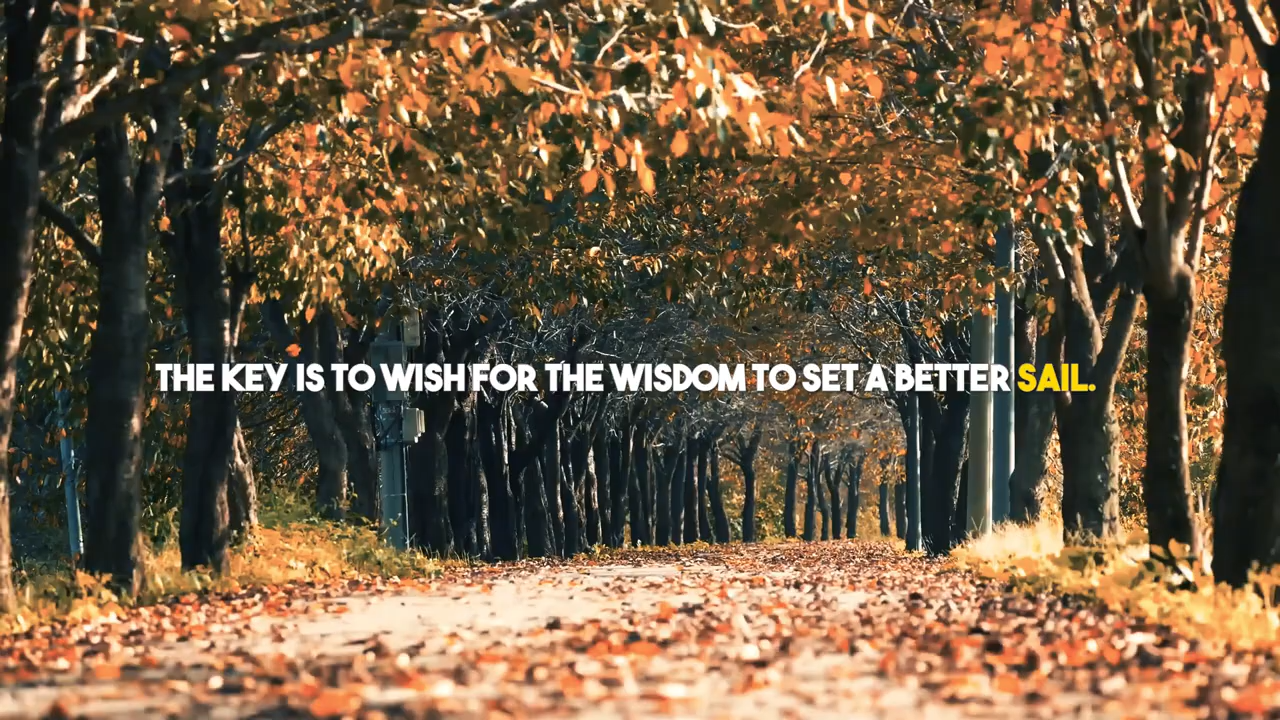 THE KEY IS TO WISH FOR THE WISDOM TO SET A BETTER SAIL.